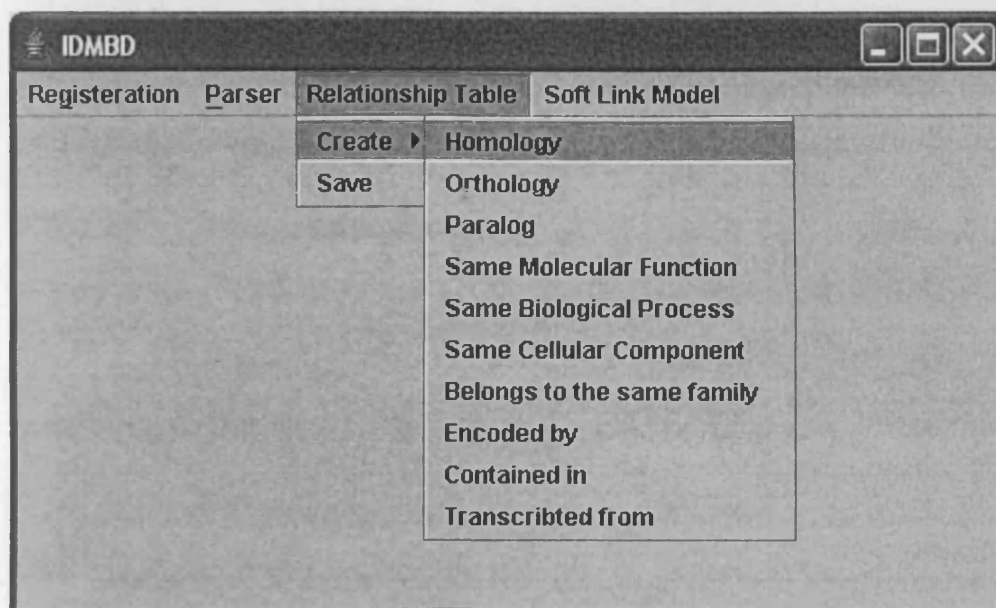 IDMBD
Registeration Parser Relationship Table Soft Link Model
Create Homology
Save Orthology
Paralog
Same Molecular Function
Same Biological Process
Same Cellular Component
Belongs to the same family
Encoded by
Contained in
Transcribted from